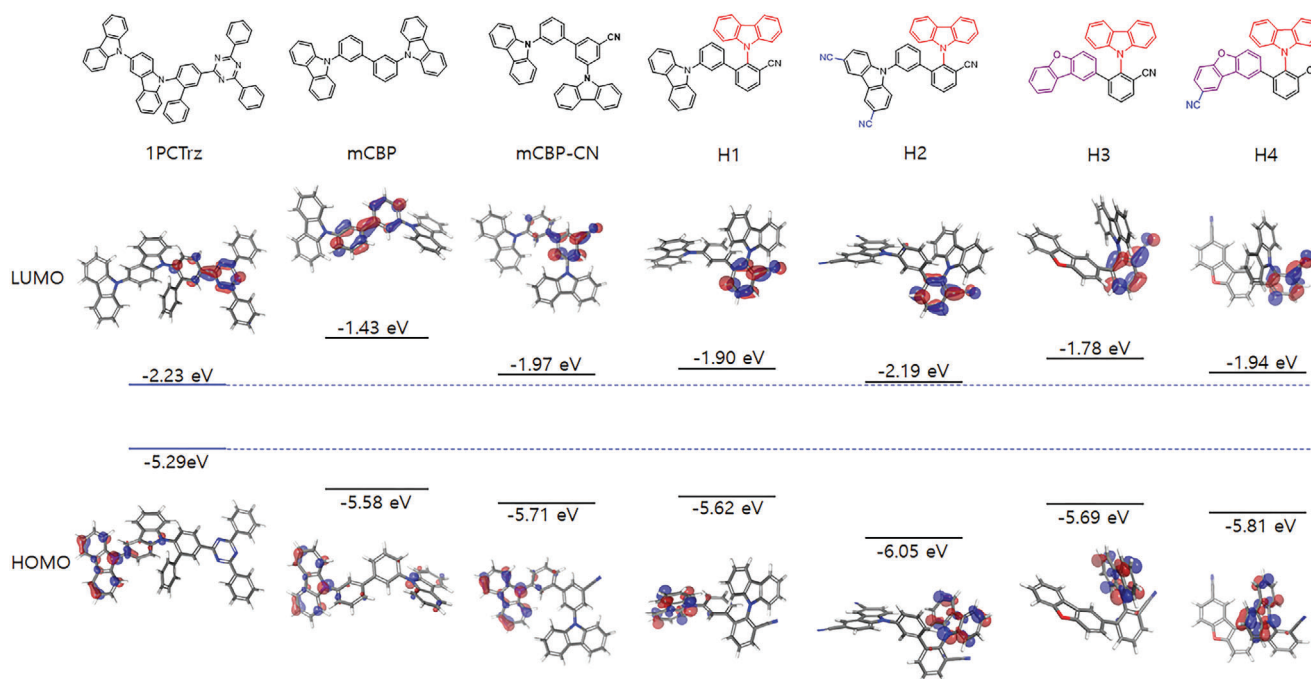 N
N
N
N
N
N
N
N
CN
N
N
N
CN
N
NC
NC
N
N
CN
O
N
CN
O
NC
N
1PCTrz
mCBP
mCBP-CN
H1
H2
H3
H4
LUMO
-2.23 eV
-1.43 eV
-1.97 eV
-1.90 eV
-2.19 eV
-1.78 eV
-1.94 eV
-5.29eV
-5.58 eV
-5.71 eV
-5.62 eV
-6.05 eV
-5.69 eV
-5.81 eV
HOMO